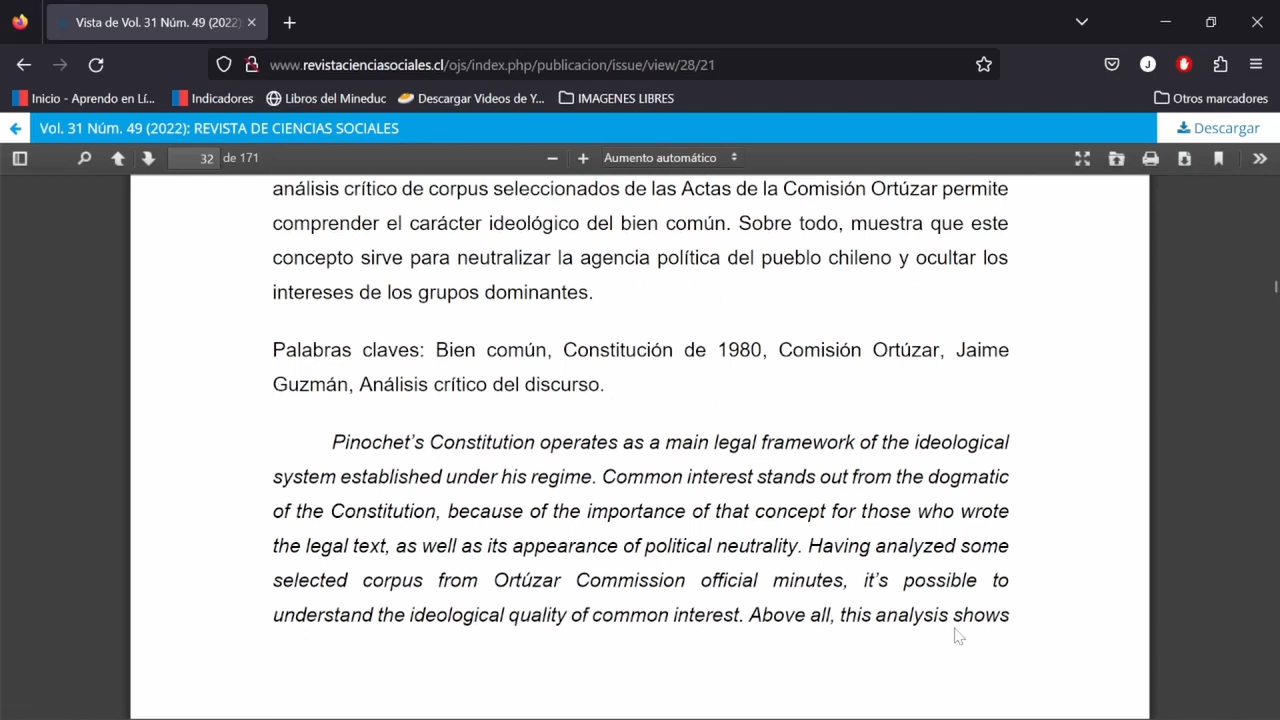 Vista de Vol. 31 Núm. 49 (2022)
www.revistacienciasociales.cl/ojs/index.php/publicacion/issue/view/28/21
J
Inicio - Aprendo en Lí... Indicadores Libros del Mineduc Descargar Videos de Y... IMAGENES LIBRES Otros marcadores
Vol. 31 Núm. 49 (2022): REVISTA DE CIENCIAS SOCIALES Descargar
32 de 171 Aumento automático
análisis crítico de corpus seleccionados de las Actas de la Comisión Ortúzar permite
comprender el carácter ideológico del bien común. Sobre todo, muestra que este
concepto sirve para neutralizar la agencia política del pueblo chileno y ocultar los
intereses de los grupos dominantes.
Palabras claves: Bien común, Constitución de 1980, Comisión Ortúzar, Jaime
Guzmán, Análisis crítico del discurso.
Pinochet's Constitution operates as a main legal framework of the ideological
system established under his regime. Common interest stands out from the dogmatic
of the Constitution, because of the importance of that concept for those who wrote
the legal text, as well as its appearance of political neutrality. Having analyzed some
selected corpus from Ortúzar Commission official minutes, it's possible to
understand the ideological quality of common interest. Above all, this analysis shows